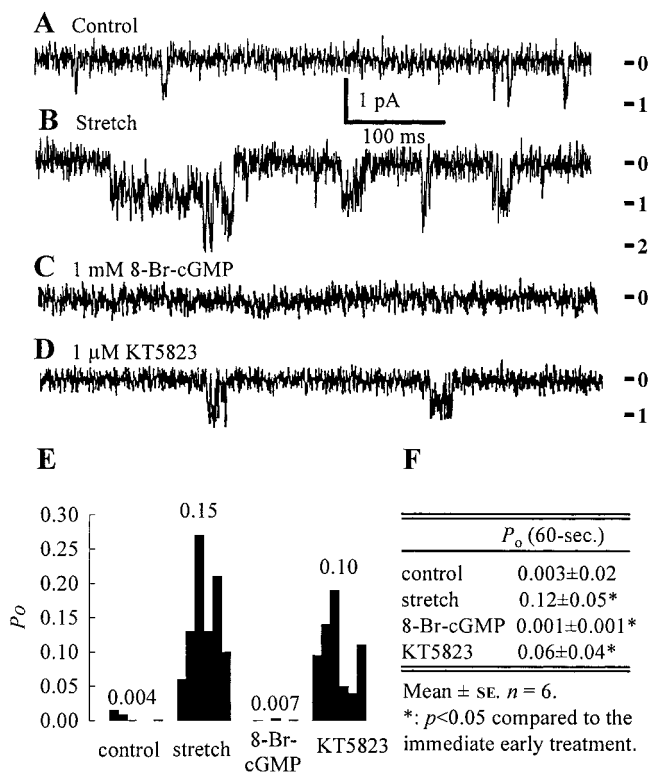 A Control
- 0
- 1
1 pA
100 ms
B Stretch
- 0
- 1
- 2
C 1 mM 8-Br-cGMP
- 0
D 1 μM KT5823
- 0
- 1
E
Po
0.30
0.25
0.20
0.15
0.10
0.05
0.00
0.004
0.15
0.007
0.10
control
stretch
8-Br-
cGMP
KT5823
F
Po (60-sec.)
control 0.003±0.02
stretch 0.12±0.05*
8-Br-cGMP 0.001±0.001*
KT5823 0.06±0.04*
Mean ± SE. n = 6.
*: p<0.05 compared to the
immediate early treatment.